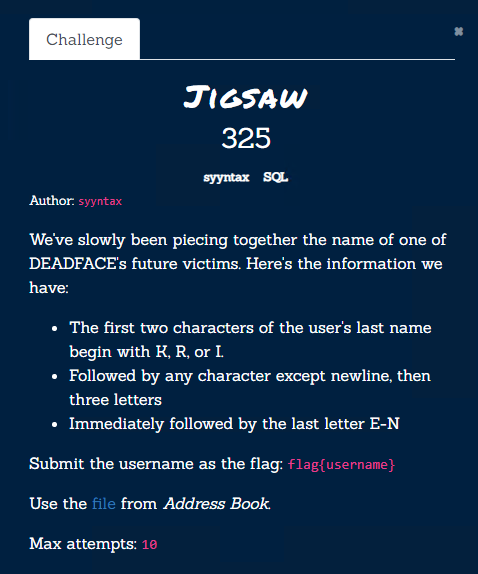 Challenge
×
JIGSAW
325
syyntax SQL
Author: syyntax
We've slowly been piecing together the name of one of
DEADFACE's future victims. Here's the information we
have:
• The first two characters of the user's last name
begin with K, R, or I.
• Followed by any character except newline, then
three letters
• Immediately followed by the last letter E-N
Submit the username as the flag: flag{username}
Use the file from Address Book.
Max attempts: 10